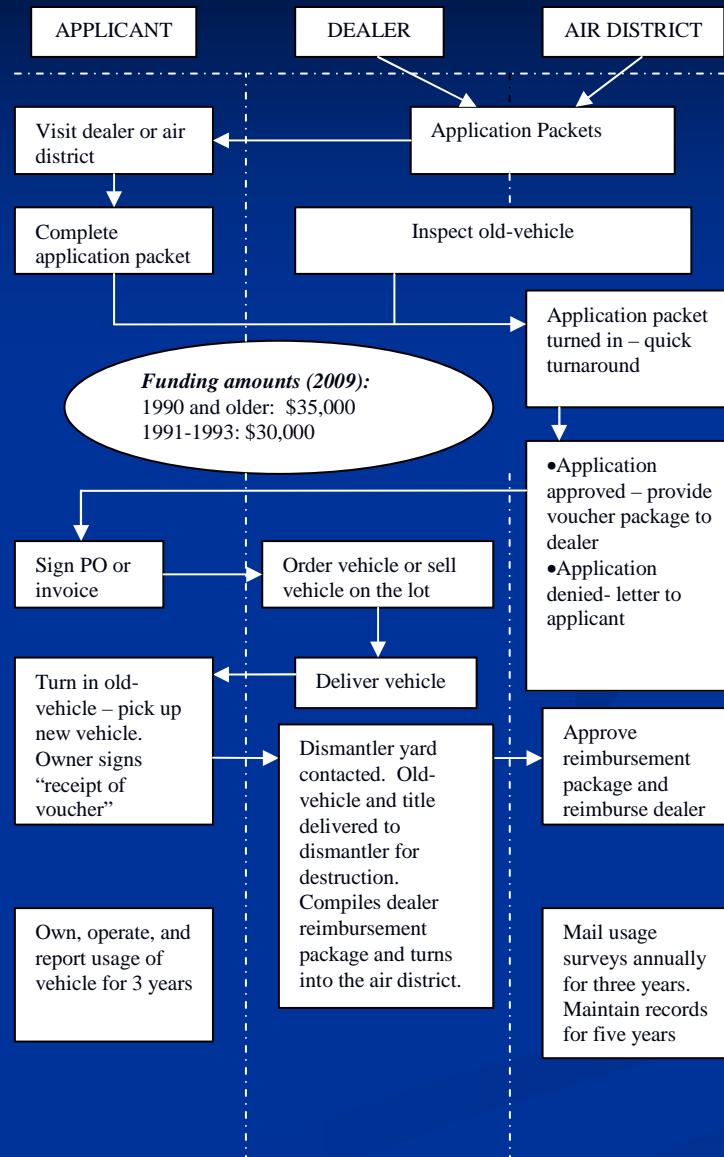 APPLICANT
DEALER
AIR DISTRICT
Visit dealer or air
district
Application Packets
Complete
application packet
Inspect old-vehicle
Application packet
turned in – quick
turnaround
Funding amounts (2009):
1990 and older:  $35,000
1991-1993: $30,000
•Application
approved – provide
voucher package to
dealer
•Application
denied- letter to
applicant
Sign PO or
invoice
Order vehicle or sell
vehicle on the lot
Deliver vehicle
Turn in old-
vehicle – pick up
new vehicle.
Owner signs
“receipt of
voucher”
Dismantler yard
contacted.  Old-
vehicle and title
delivered to
dismantler for
destruction.
Compiles dealer
reimbursement
package and turns
into the air district.
Approve
reimbursement
package and
reimburse dealer
Own, operate, and
report usage of
vehicle for 3 years
Mail usage
surveys annually
for three years.
Maintain records
for five years